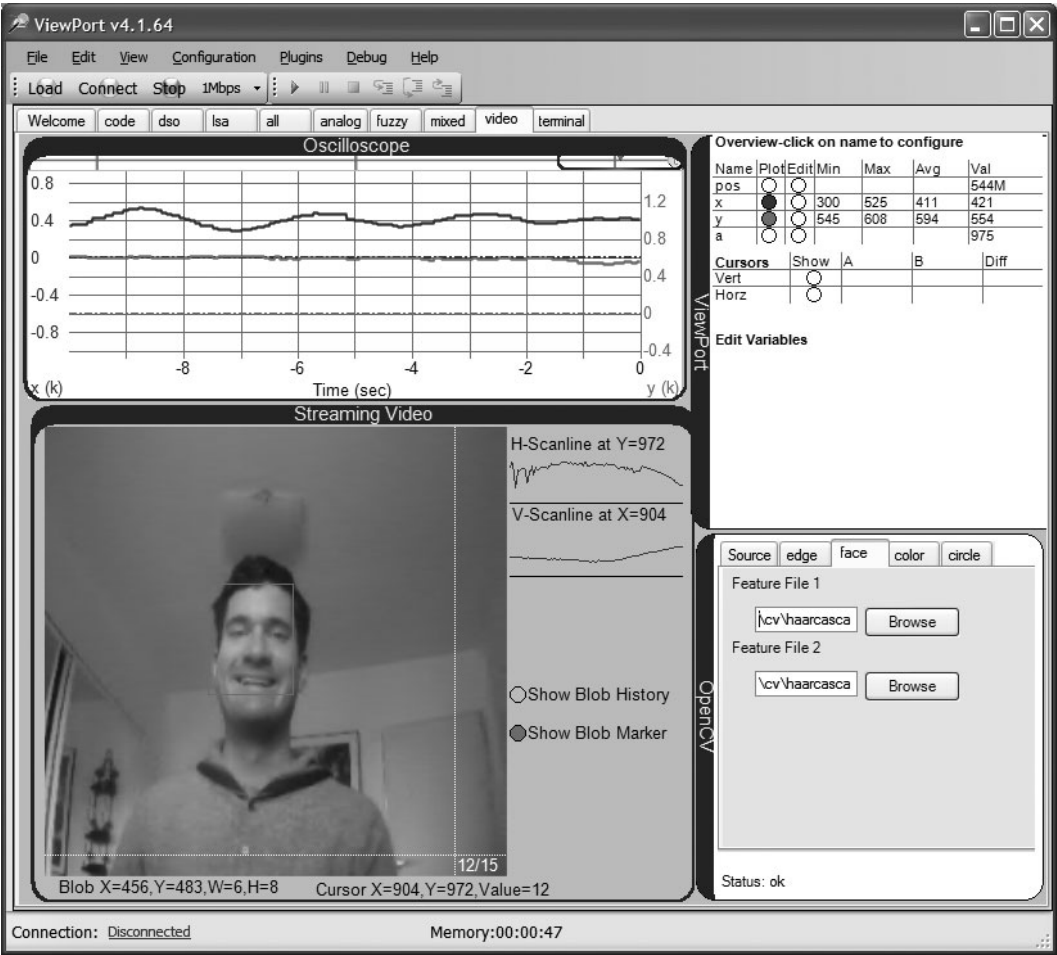 ViewPort v4.1.64
File Edit View Configuration Plugins Debug Help
Load Connect Stop 1Mbps
Welcome code dso lsa all analog fuzzy mixed video terminal
Oscilloscope
0.8
0.4
0
-0.4
-0.8
1.2
0.8
0.4
0
-0.4
-8 -6 -4 -2 0
x (k) Time (sec) y (k)
ViewPort
Overview-click on name to configure
Name Plot Edit Min Max Avg Val
pos 544M
x 300 525 411 421
y 545 608 594 554
a 975
Cursors Show A B Diff
Vert
Horz
Edit Variables
Streaming Video
H-Scanline at Y=972
V-Scanline at X=904
Show Blob History
Show Blob Marker
12/15
Blob X=456,Y=483,W=6,H=8 Cursor X=904,Y=972,Value=12
OpenCV
Source edge face color circle
Feature File 1
\cv\haarcasca Browse
Feature File 2
\cv\haarcasca Browse
Status: ok
Connection: Disconnected Memory:00:00:47